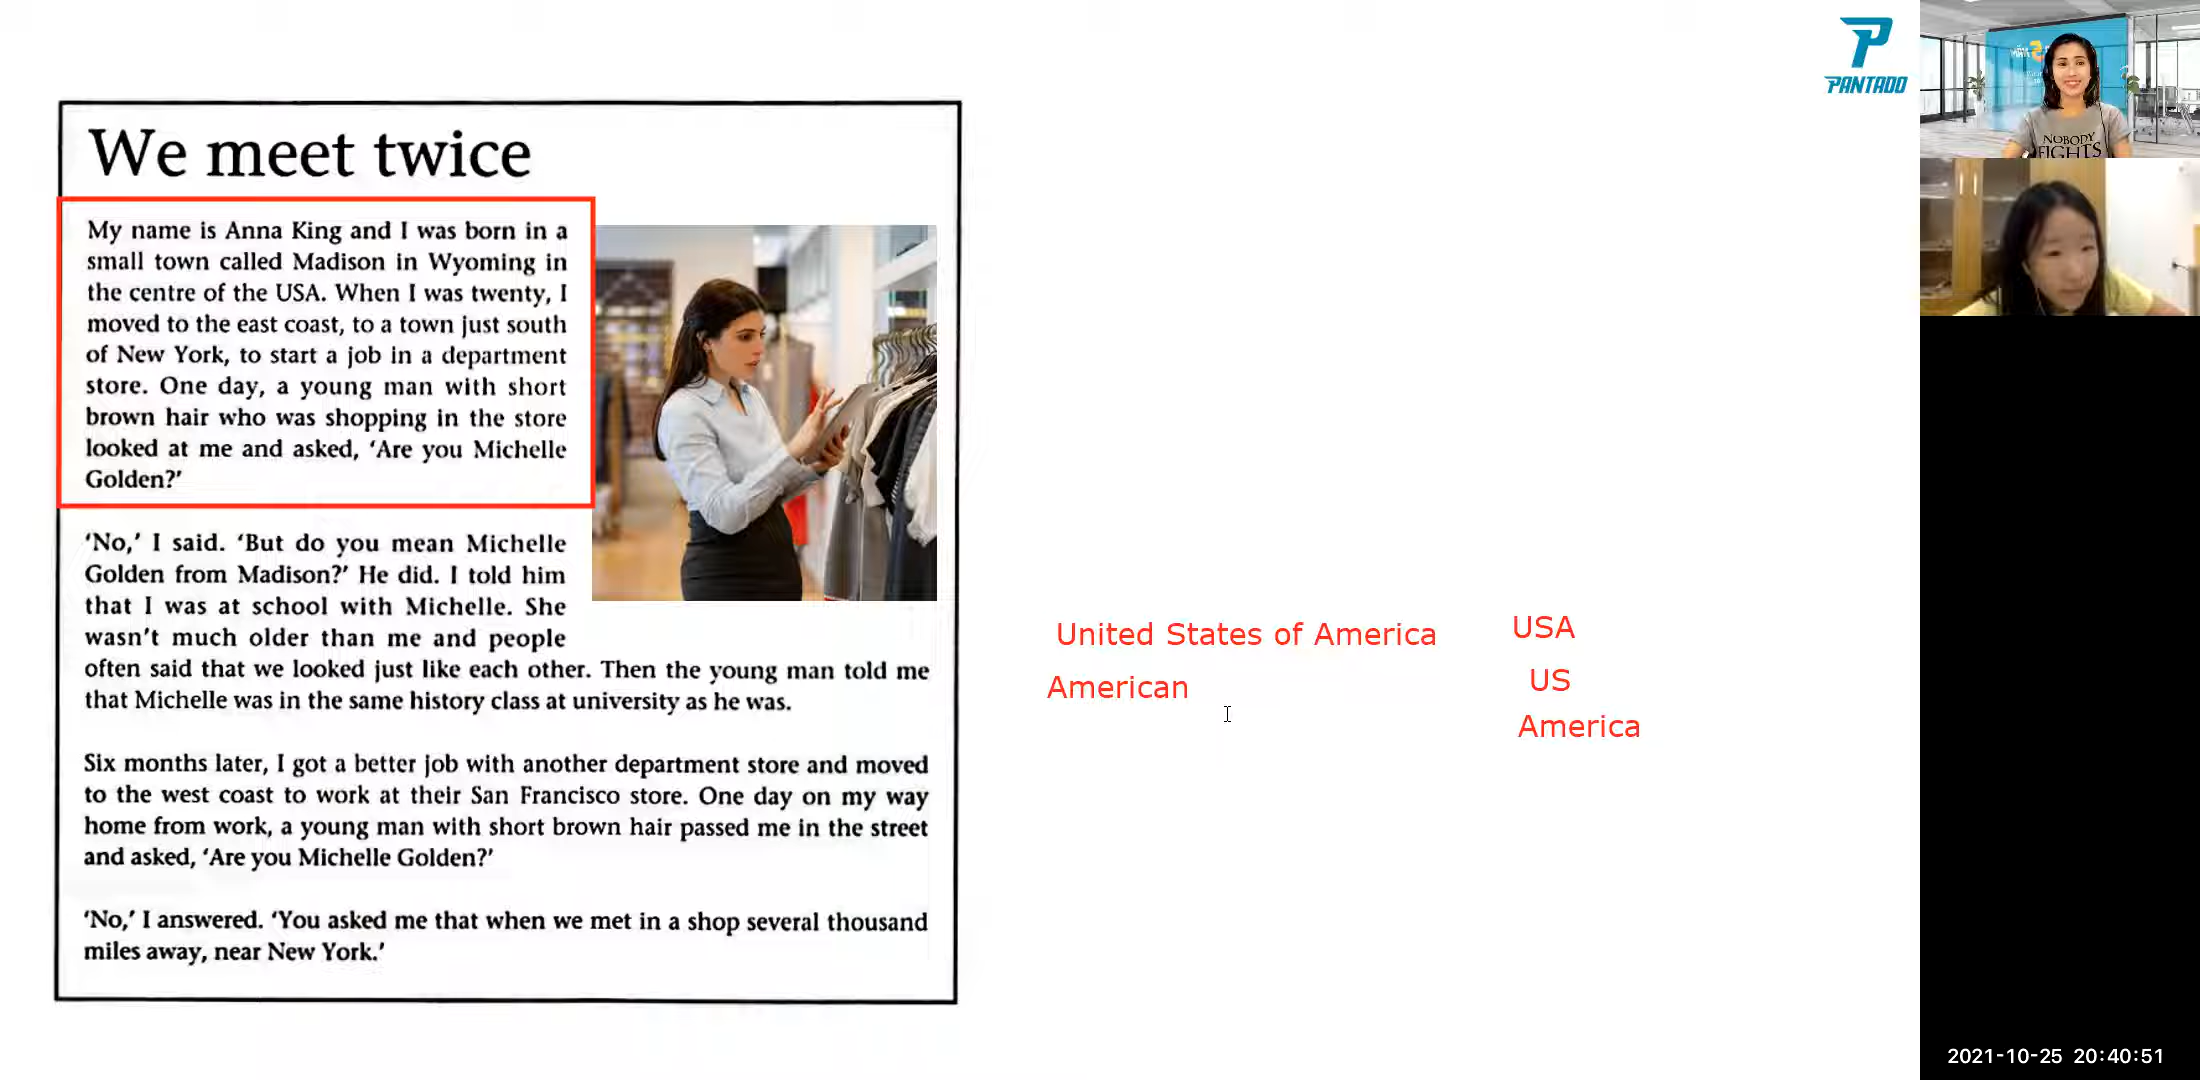 We meet twice
My name is Anna King and I was born in a
small town called Madison in Wyoming in
the centre of the USA. When I was twenty, I
moved to the east coast, to a town just south
of New York, to start a job in a department
store. One day, a young man with short
brown hair who was shopping in the store
looked at me and asked, ‘Are you Michelle
Golden?’
‘No,’ I said. ‘But do you mean Michelle
Golden from Madison?’ He did. I told him
that I was at school with Michelle. She
wasn’t much older than me and people
often said that we looked just like each other. Then the young man told me
that Michelle was in the same history class at university as he was.
Six months later, I got a better job with another department store and moved
to the west coast to work at their San Francisco store. One day on my way
home from work, a young man with short brown hair passed me in the street
and asked, ‘Are you Michelle Golden?’
‘No,’ I answered. ‘You asked me that when we met in a shop several thousand
miles away, near New York.’
United States of America
American
USA
US
America
PANTADO
NOBODY
FIGHTS
2021-10-25 20:40:51